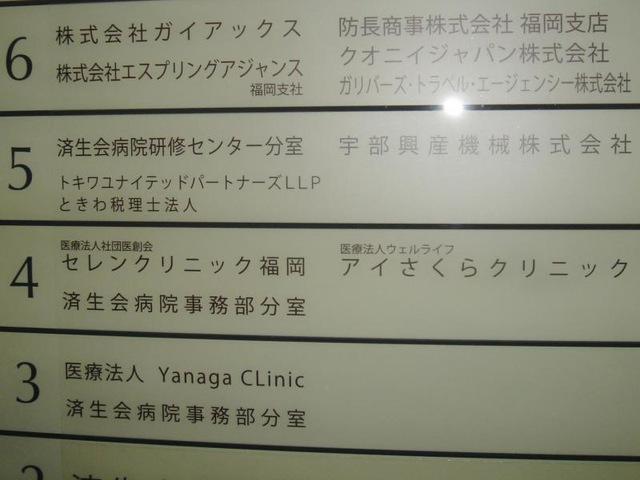 6
株式会社ガイアックス
防長商事株式会社 福岡支店
クオニイジャパン株式会社
株式会社エスプリングアジャンス
福岡支社
ガリバーズ・トラベル・エージェンシー株式会社
5
済生会病院研修センター分室
宇部興産機械株式会社
トキワユナイテッドパートナーズLLP
ときわ税理士法人
4
医療法人社団医創会
セレンクリニック福岡
医療法人ウェルライフ
アイさくらクリニック
済生会病院事務部分室
3
医療法人 Yanaga CLinic
済生会病院事務部分室